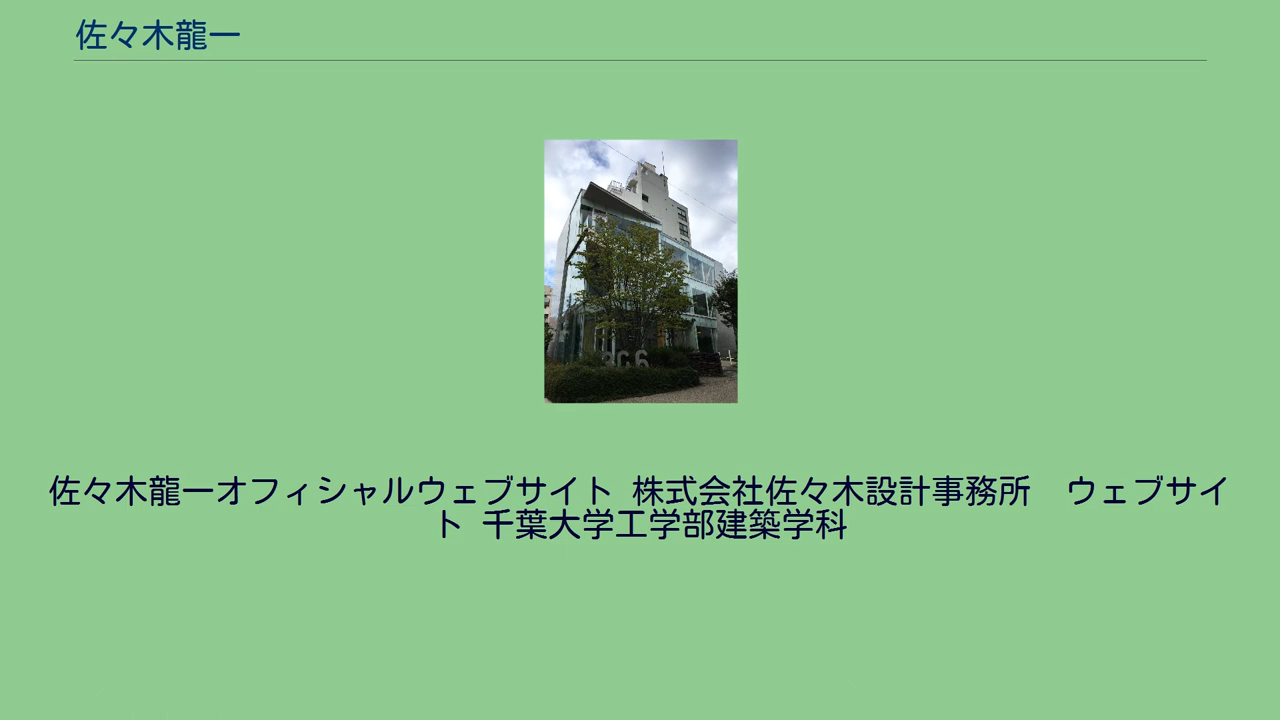 佐々木龍一
佐々木龍一オフィシャルウェブサイト 株式会社佐々木設計事務所　ウェブサイ
ト 千葉大学工学部建築学科